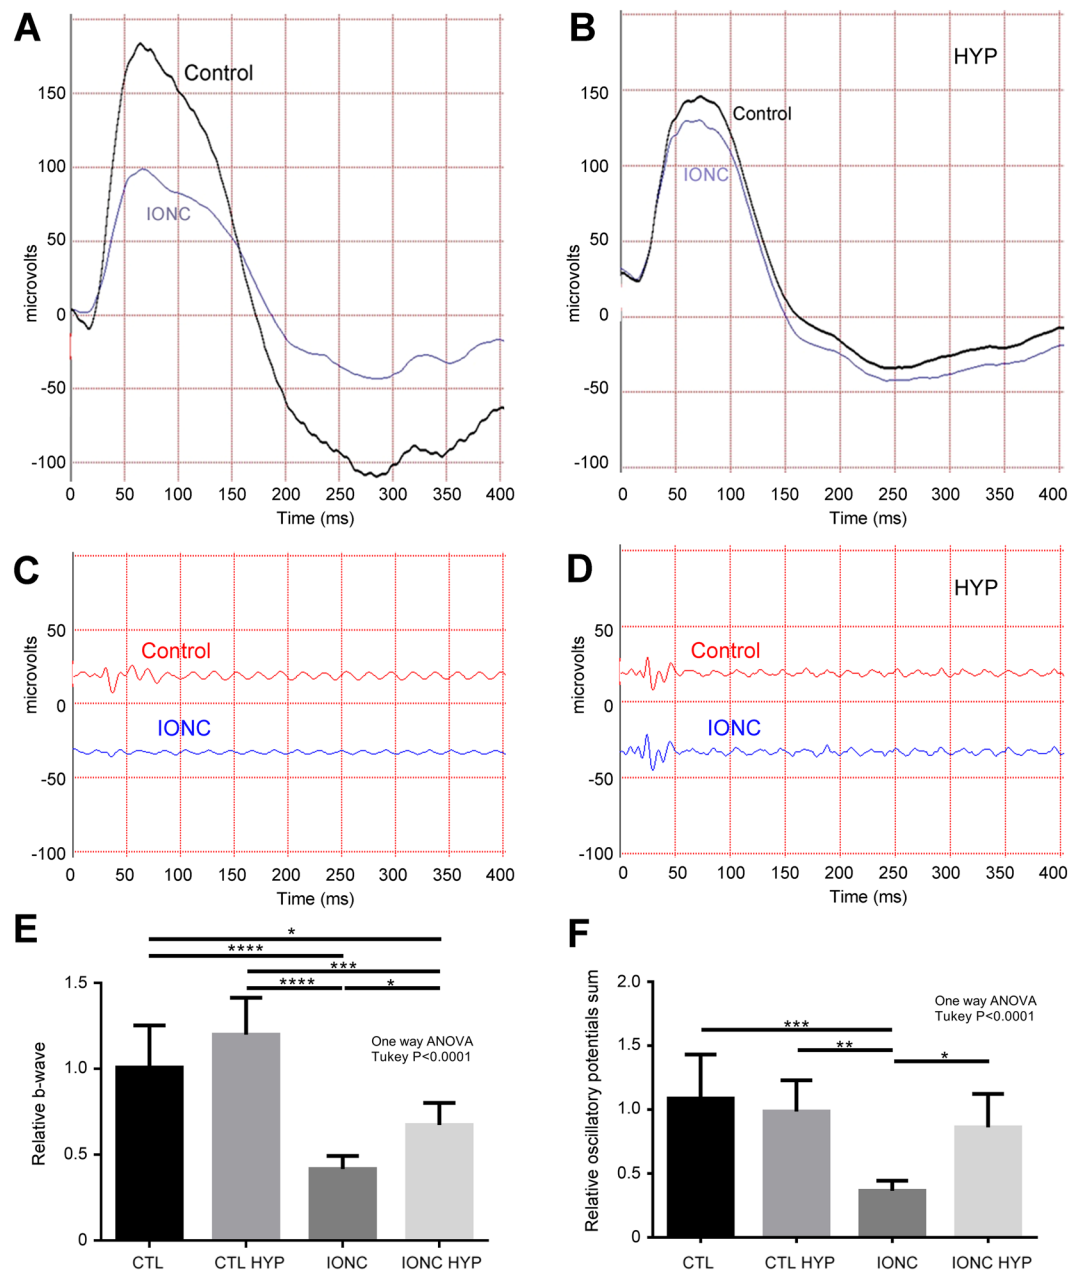 A
Control
IONC
150
100
50
0
-50
-100
microvolts
0 50 100 150 200 250 300 350 400
Time (ms)
B
HYP
Control
IONC
150
100
50
0
-50
-100
microvolts
0 50 100 150 200 250 300 350 400
Time (ms)
C
Control
IONC
50
0
-50
-100
microvolts
0 50 100 150 200 250 300 350 400
Time (ms)
D
HYP
Control
IONC
50
0
-50
-100
microvolts
0 50 100 150 200 250 300 350 400
Time (ms)
E
*
****
***
**** *
One way ANOVA
Tukey P<0.0001
1.5
1.0
0.5
0
Relative b-wave
CTL CTL HYP IONC IONC HYP
F
One way ANOVA
Tukey P<0.0001
***
**
*
2.0
1.5
1.0
0.5
0
Relative oscillatory potentials sum
CTL CTL HYP IONC IONC HYP